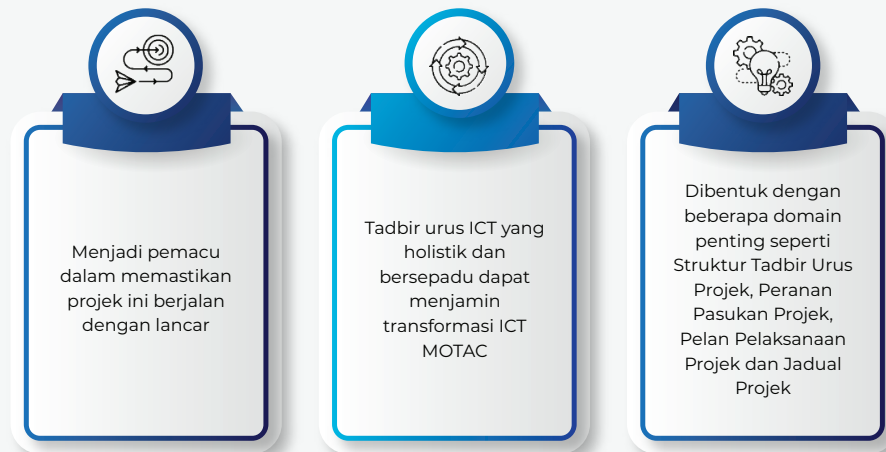 Menjadi pemacu
dalam memastikan
projek ini berjalan
dengan lancar
Tadbir urus ICT yang
holistik dan
bersepadu dapat
menjamin
transformasi ICT
MOTAC
Dibentuk dengan
beberapa domain
penting seperti
Struktur Tadbir Urus
Projek, Peranan
Pasukan Projek,
Pelan Pelaksanaan
Projek dan Jadual
Projek